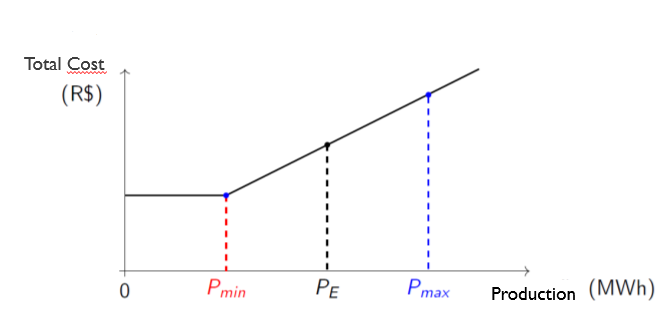 Total Cost
(R$)
0 Pmin PE Pmax Production (MWh)